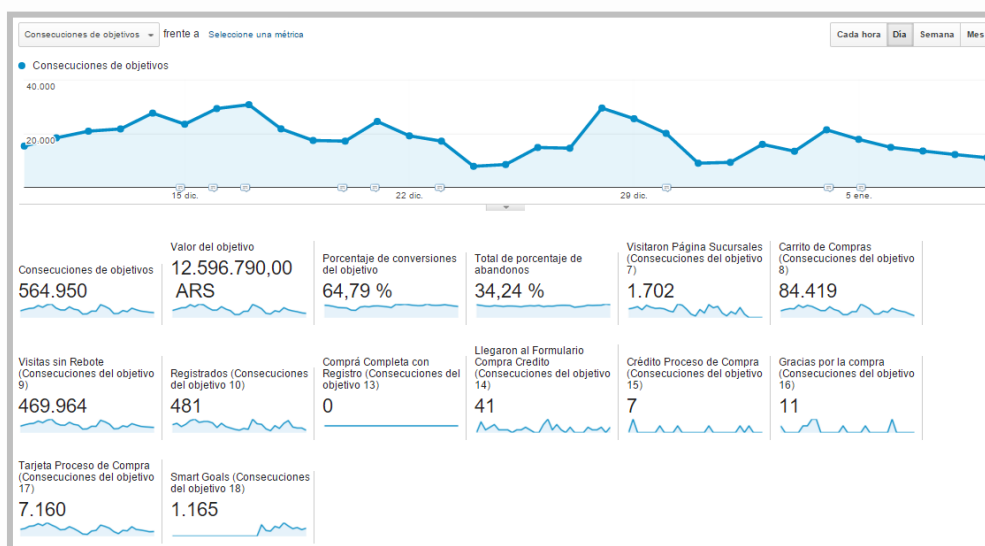 Consecuciones de objetivos frente a Seleccione una métrica
Cada hora Día Semana Mes
Consecuciones de objetivos
40.000
20.000
15 dic. 22 dic. 29 dic. 5 ene.
Consecuciones de objetivos
564.950
Valor del objetivo
12.596.790,00
ARS
Porcentaje de conversiones
del objetivo
64,79 %
Total de porcentaje de
abandonos
34,24 %
Visitaron Página Sucursales
(Consecuciones del objetivo
7)
1.702
Carrito de Compras
(Consecuciones del objetivo
8)
84.419
Visitas sin Rebote
(Consecuciones del objetivo
9)
469.964
Registrados (Consecuciones
del objetivo 10)
481
Comprá Completa con
Registro (Consecuciones del
objetivo 13)
0
Llegaron al Formulario
Compra Credito
(Consecuciones del objetivo
14)
41
Crédito Proceso de Compra
(Consecuciones del objetivo
15)
7
Gracias por la compra
(Consecuciones del objetivo
16)
11
Tarjeta Proceso de Compra
(Consecuciones del objetivo
17)
7.160
Smart Goals (Consecuciones
del objetivo 18)
1.165